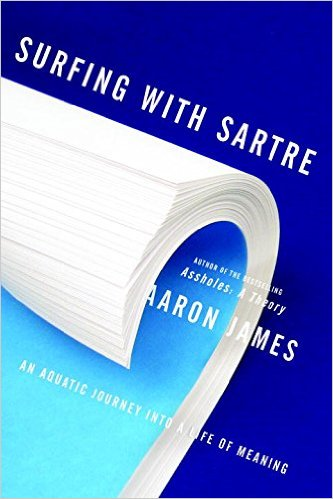 SURFING WITH SARTRE
AUTHOR OF THE BESTSELLING
Assholes: A Theory
AARON JAMES
AN AQUATIC JOURNEY INTO A LIFE OF MEANING